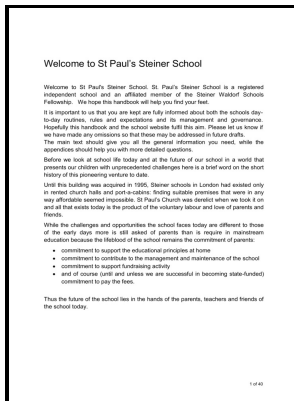 Welcome to St Paul's Steiner School
Welcome to St Paul's Steiner School. St. Paul's Steiner School is a registered
independent school and an affiliated member of the Steiner Waldorf Schools
Fellowship. We hope this handbook will help you find your feet.
It is important to us that you are kept are fully informed about both the schools day-
to-day routines, rules and expectations and its management and governance.
Hopefully this handbook and the school website fulfil this aim. Please let us know if
we have made any omissions so that these may be addressed in future drafts.
The main text should give you all the general information you need, while the
appendices should help you with more detailed questions.
Before we look at school life today and at the future of our school in a world that
presents our children with unprecedented challenges here is a brief word on the short
history of this pioneering venture to date.
Until this building was acquired in 1995, Steiner schools in London had existed only
in rented church halls and port-a-cabins: finding suitable premises that were in any
way affordable seemed impossible. St Paul's Church was derelict when we took it on
and all that exists today is the product of the voluntary labour and love of parents and
friends.
While the challenges and opportunities the school faces today are different to those
of the early days more is still asked of parents than is require in mainstream
education because the lifeblood of the school remains the commitment of parents:
• commitment to support the educational principles at home
• commitment to contribute to the management and maintenance of the school
• commitment to support fundraising activity
• and of course (until and unless we are successful in becoming state-funded)
commitment to pay the fees.
Thus the future of the school lies in the hands of the parents, teachers and friends of
the school today.
1 of 40